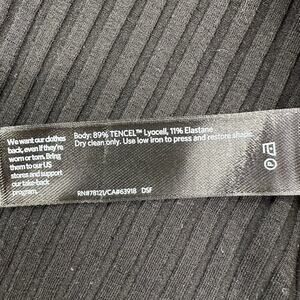 We want our clothes
back, even if they're
worn or torn. Bring
them to our US
stores and support
our take-back
program.
Body: 89% TENCEL™ Lyocell, 11% Elastane
Dry clean only. Use low iron to press and restore shape.
RN#78121/CA#63918 DSF